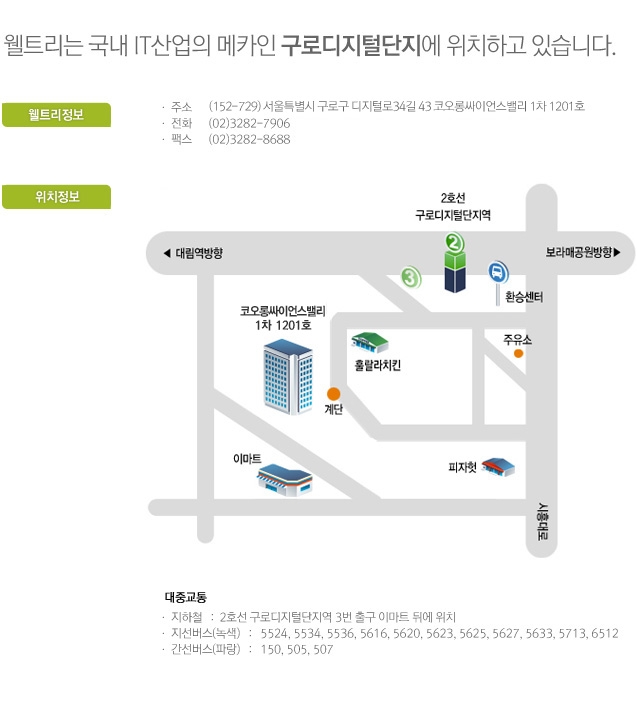 웰트리는 국내 IT산업의 메카인 구로디지털단지에 위치하고 있습니다.
웰트리정보
· 주소 (152-729) 서울특별시 구로구 디지털로34길 43 코오롱싸이언스밸리 1차 1201호
· 전화 (02)3282-7906
· 팩스 (02)3282-8688
위치정보
2호선
구로디지털단지역
2
◀ 대림역방향
보라매공원방향▶
3
환승센터
코오롱싸이언스밸리
1차 1201호
주유소
홀랄라치킨
계단
이마트
피자헛
시흥대로
대중교통
· 지하철 : 2호선 구로디지털단지역 3번 출구 이마트 뒤에 위치
· 지선버스(녹색) : 5524, 5534, 5536, 5616, 5620, 5623, 5625, 5627, 5633, 5713, 6512
· 간선버스(파랑) : 150, 505, 507